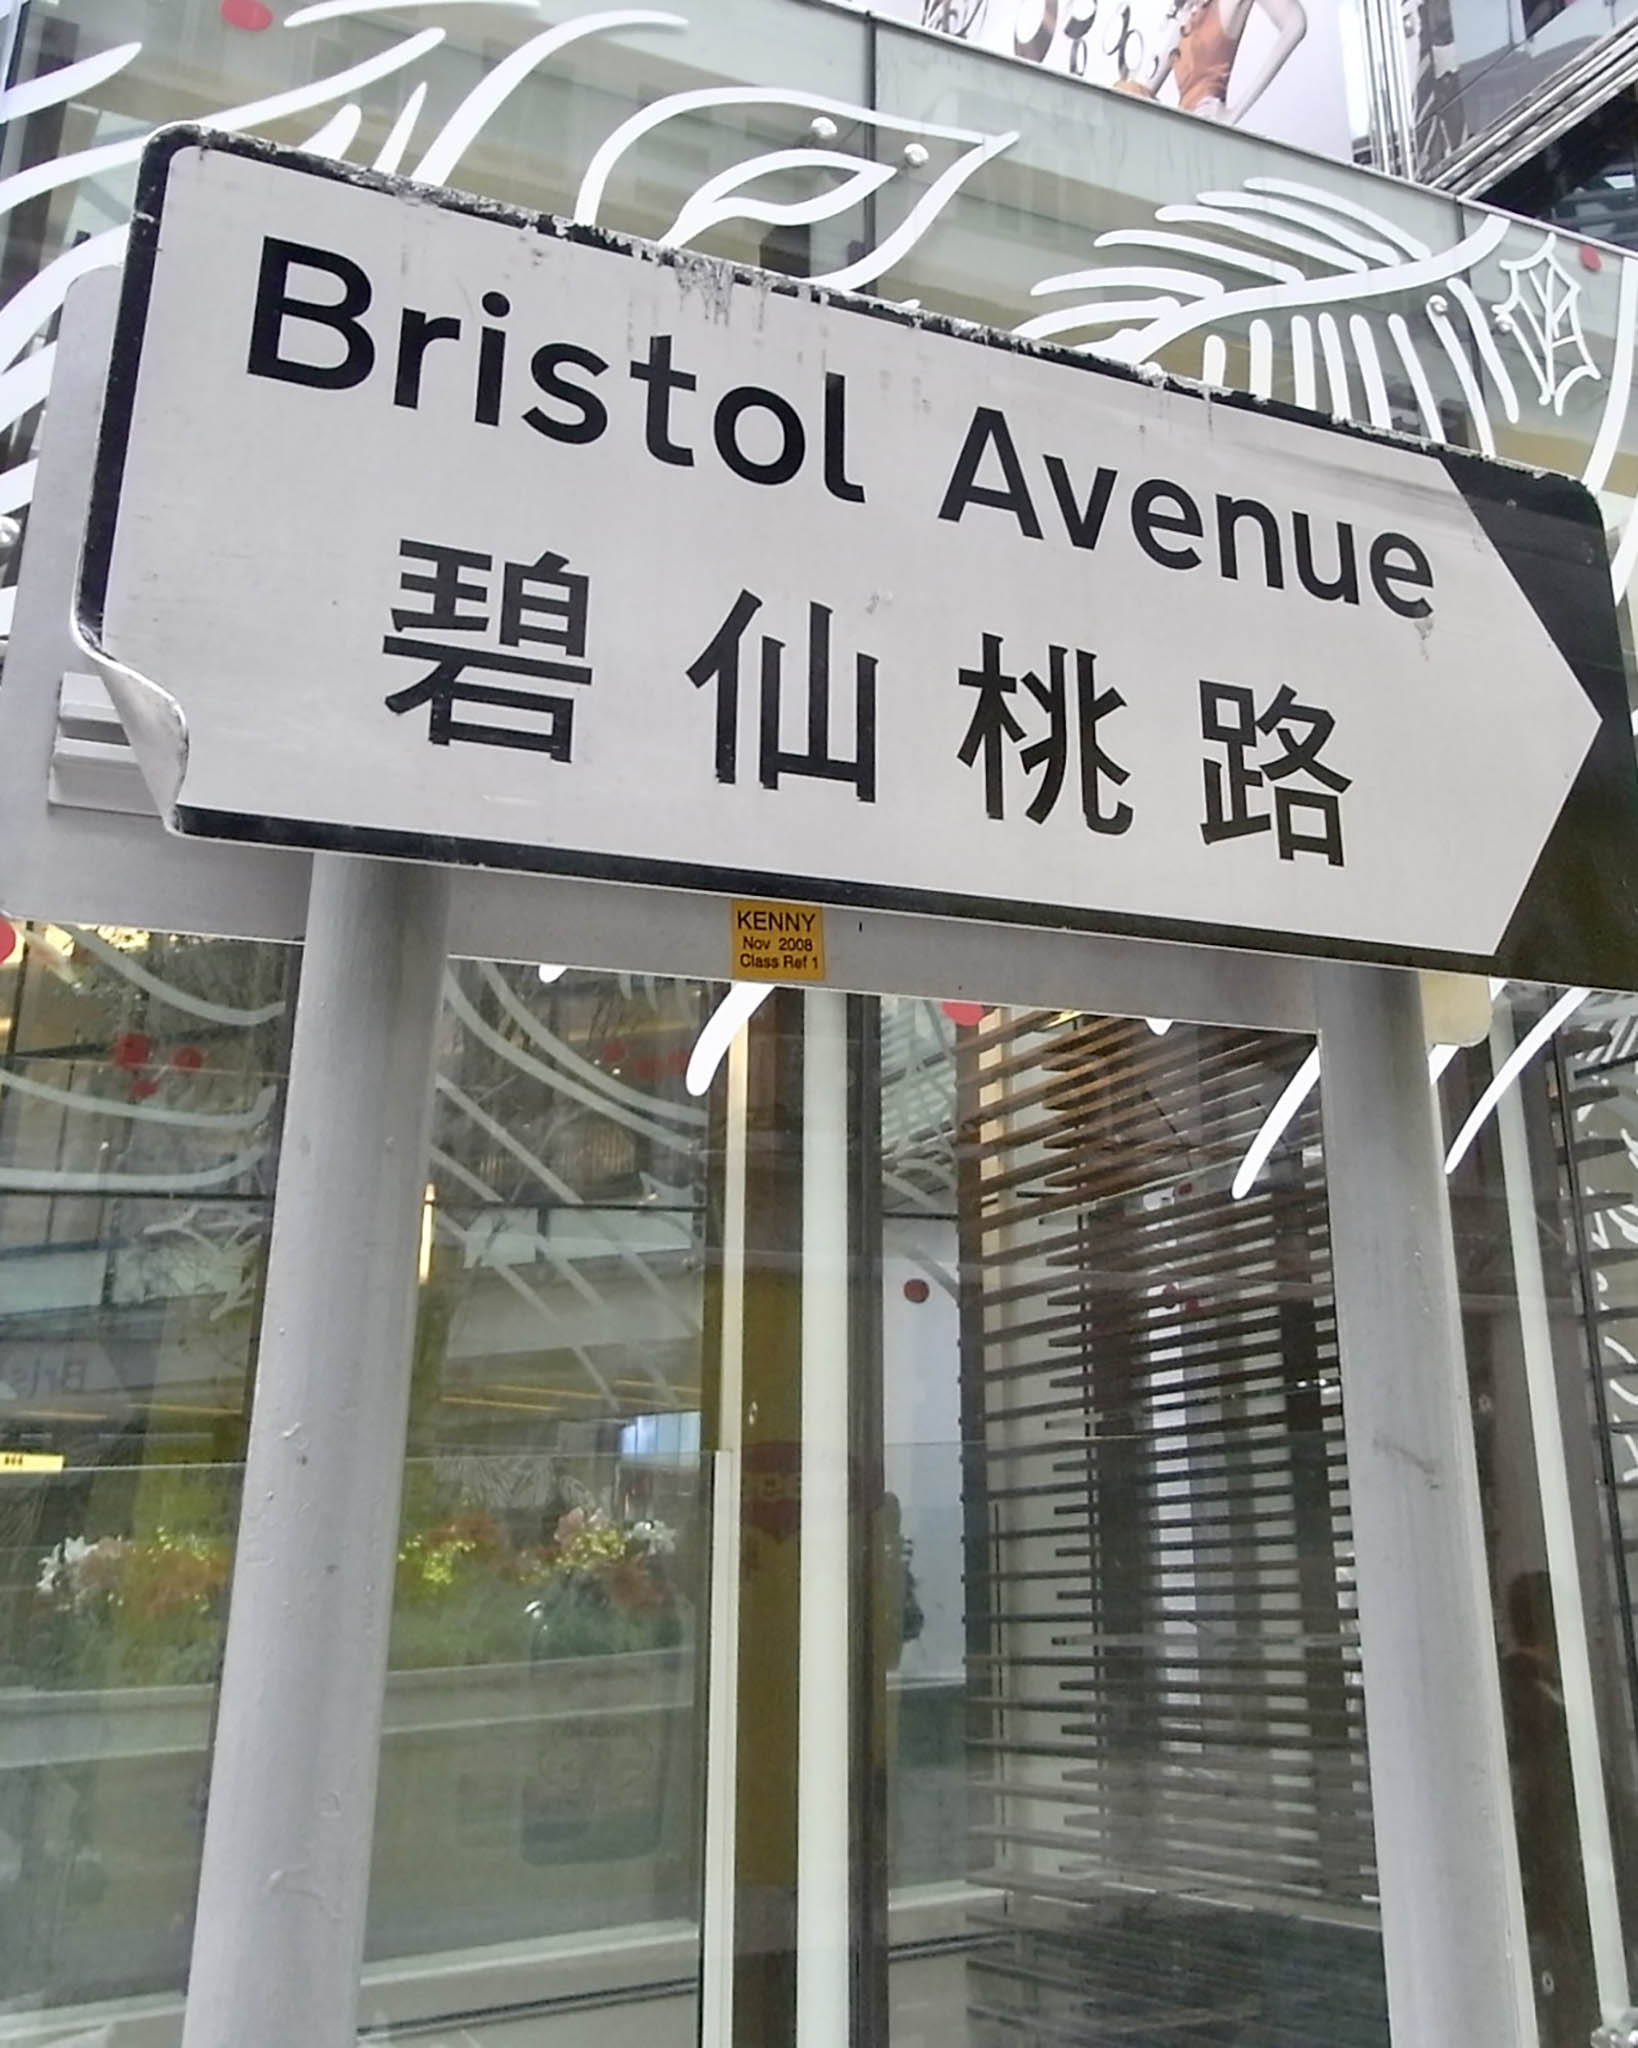 Bristol Avenue
碧仙桃路
KENNY
Nov 2008
Class Ref 1